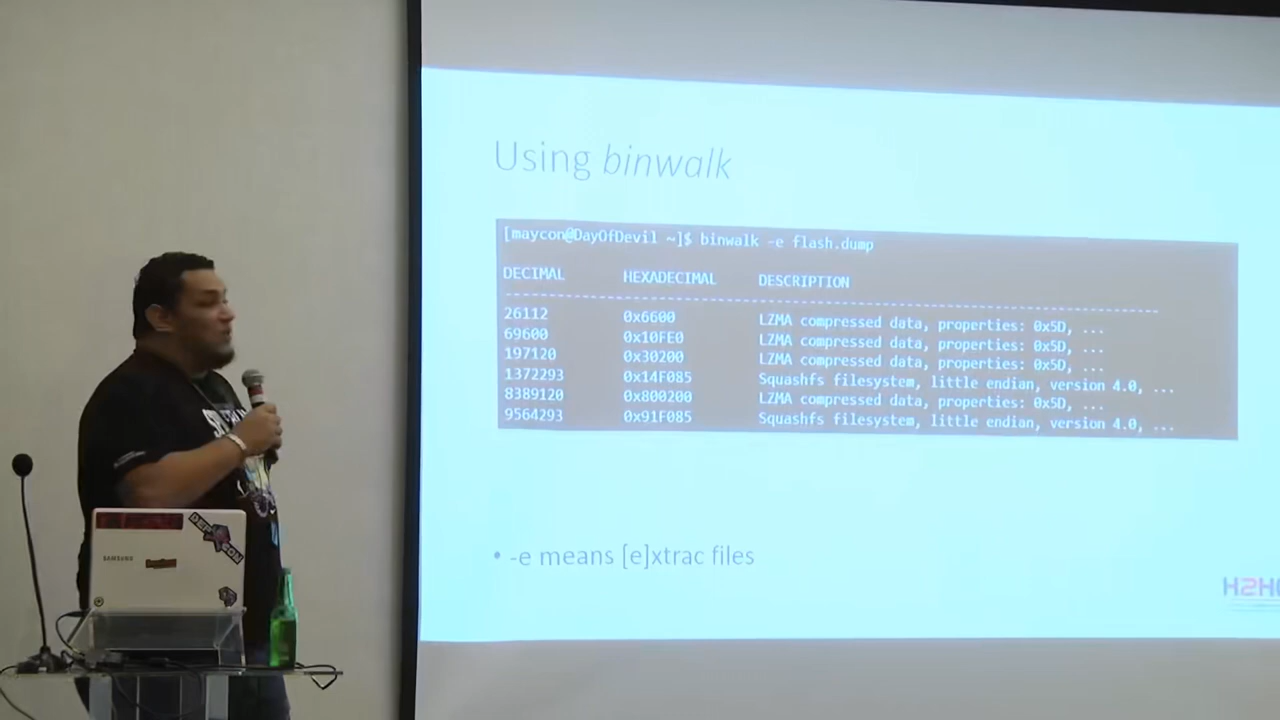 Using binwalk
[maycon@DayOfDevil ~]$ binwalk -e flash.dump
DECIMAL HEXADECIMAL DESCRIPTION
--------------------------------------------------------------------------------
26112 0x6600 LZMA compressed data, properties: 0x5D, ...
69600 0x10FE0 LZMA compressed data, properties: 0x5D, ...
197120 0x30200 LZMA compressed data, properties: 0x5D, ...
1372293 0x14F085 Squashfs filesystem, little endian, version 4.0, ...
8389120 0x800200 LZMA compressed data, properties: 0x5D, ...
9564293 0x91F085 Squashfs filesystem, little endian, version 4.0, ...
• -e means [e]xtrac files
H2H
SAMSUNG